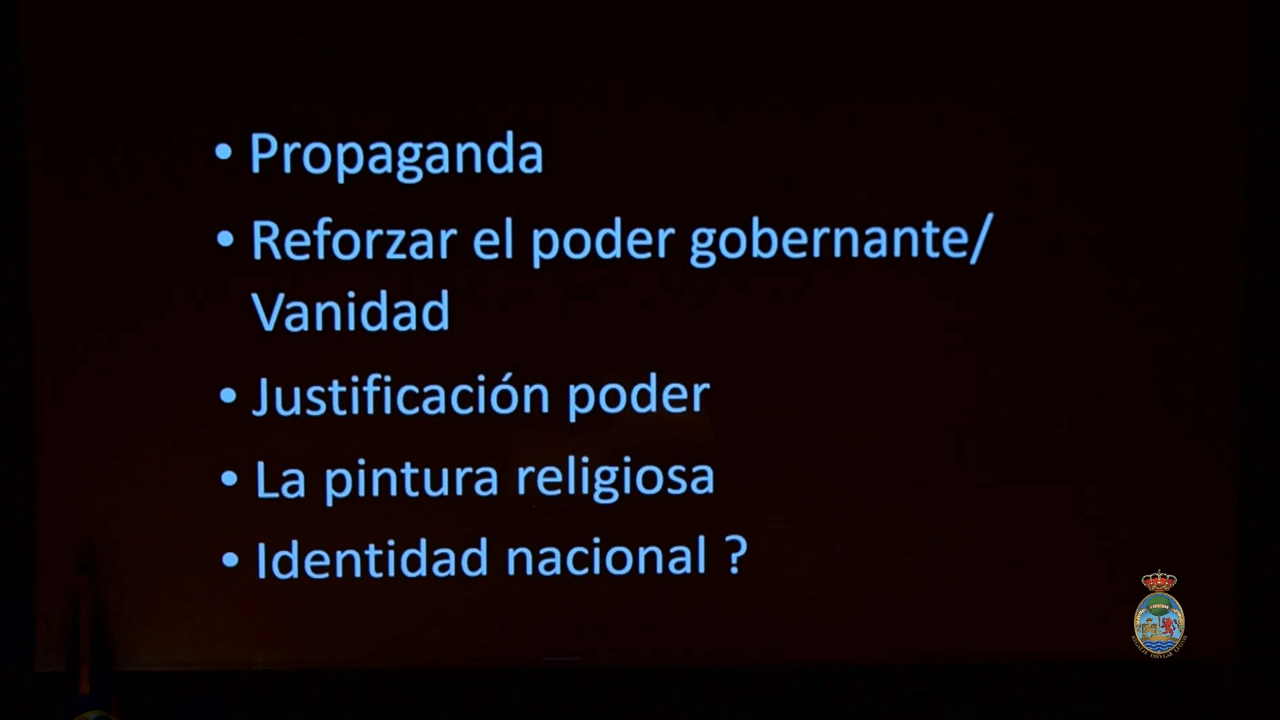 • Propaganda
• Reforzar el poder gobernante/
Vanidad
• Justificación poder
• La pintura religiosa
• Identidad nacional ?